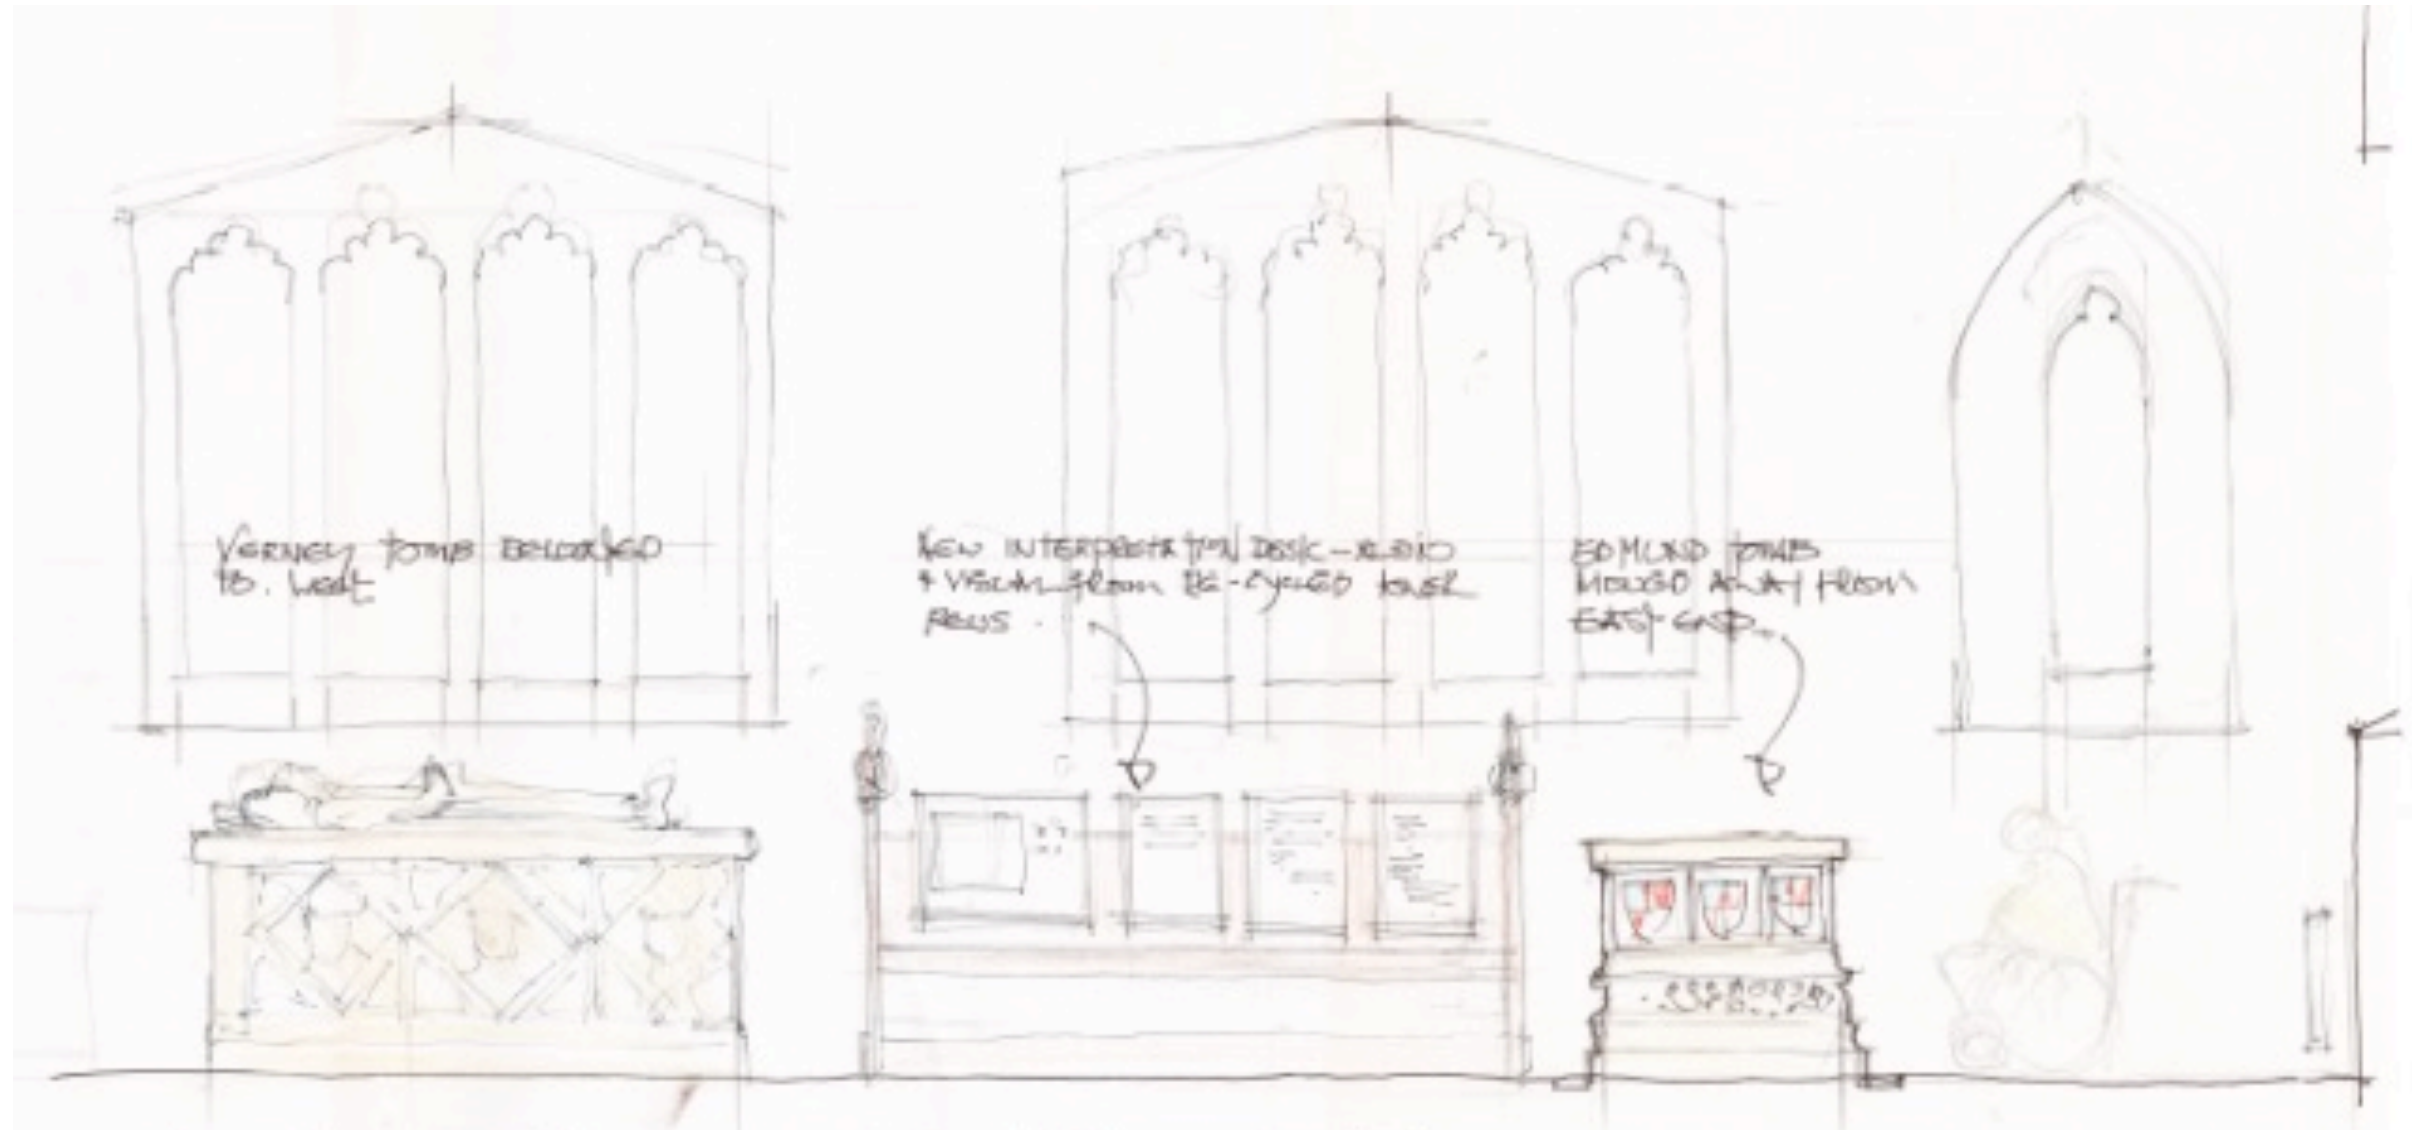 VERNEY TOMB RELOCATED
TO. WEST
NEW INTERPRETATION DESK - AUDIO
& VISUAL FROM RE-CYCLED TOWER
PEWS.
EDMUND TOMB
MOVED AWAY FROM
EAST END